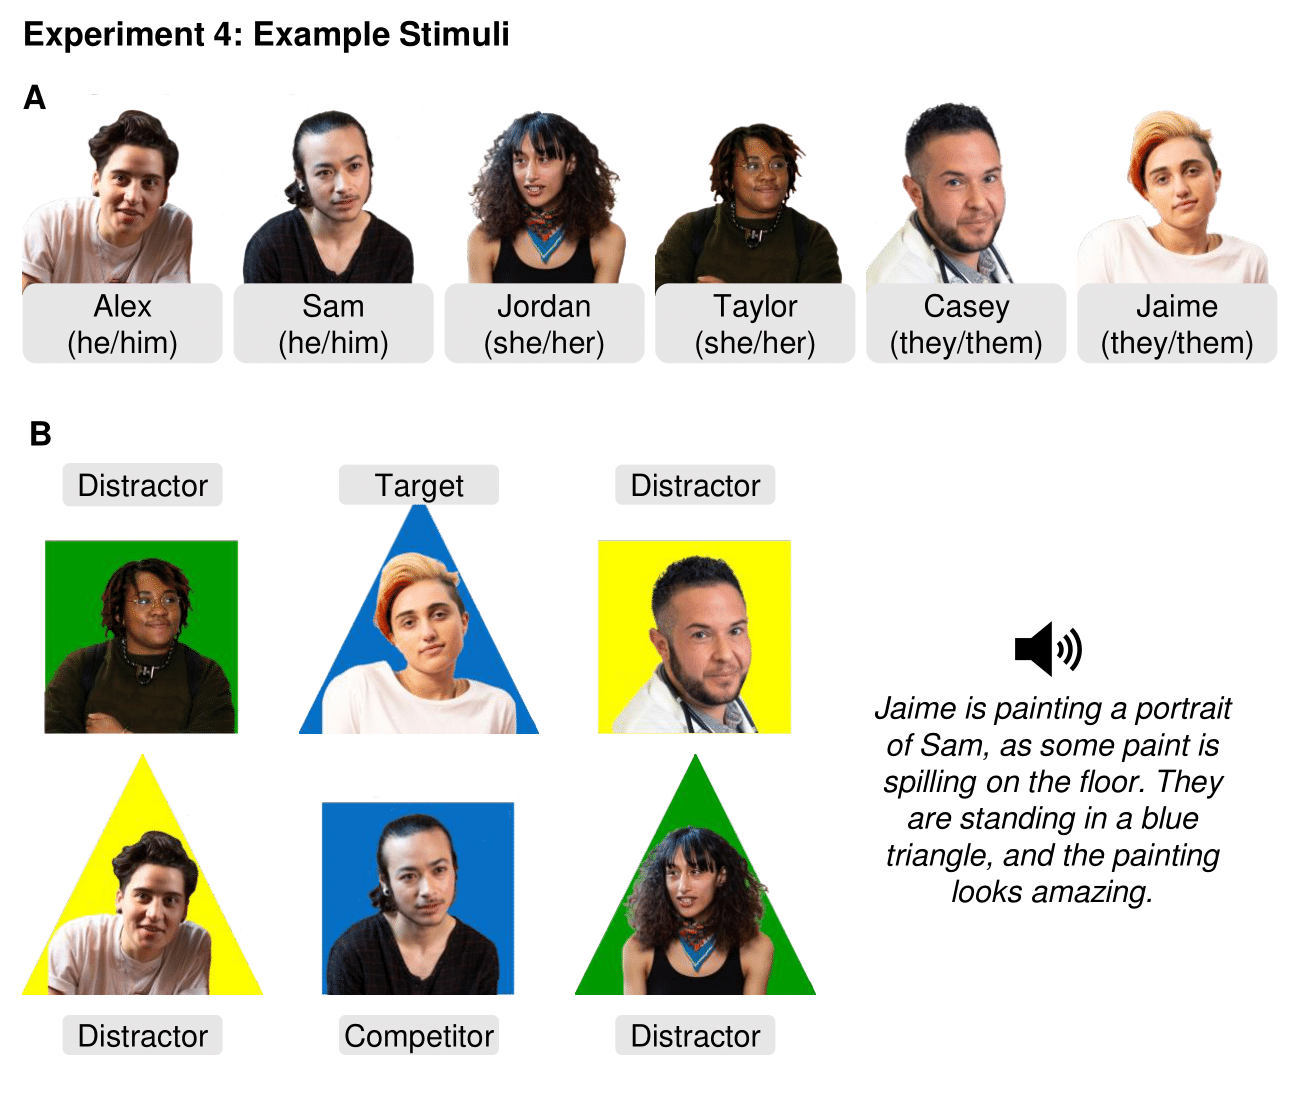 Experiment 4: Example Stimuli
A
Alex
(he/him)
Sam
(he/him)
Jordan
(she/her)
Taylor
(she/her)
Casey
(they/them)
Jaime
(they/them)
B
Distractor
Target
Distractor
Jaime is painting a portrait
of Sam, as some paint is
spilling on the floor. They
are standing in a blue
triangle, and the painting
looks amazing.
Distractor
Competitor
Distractor